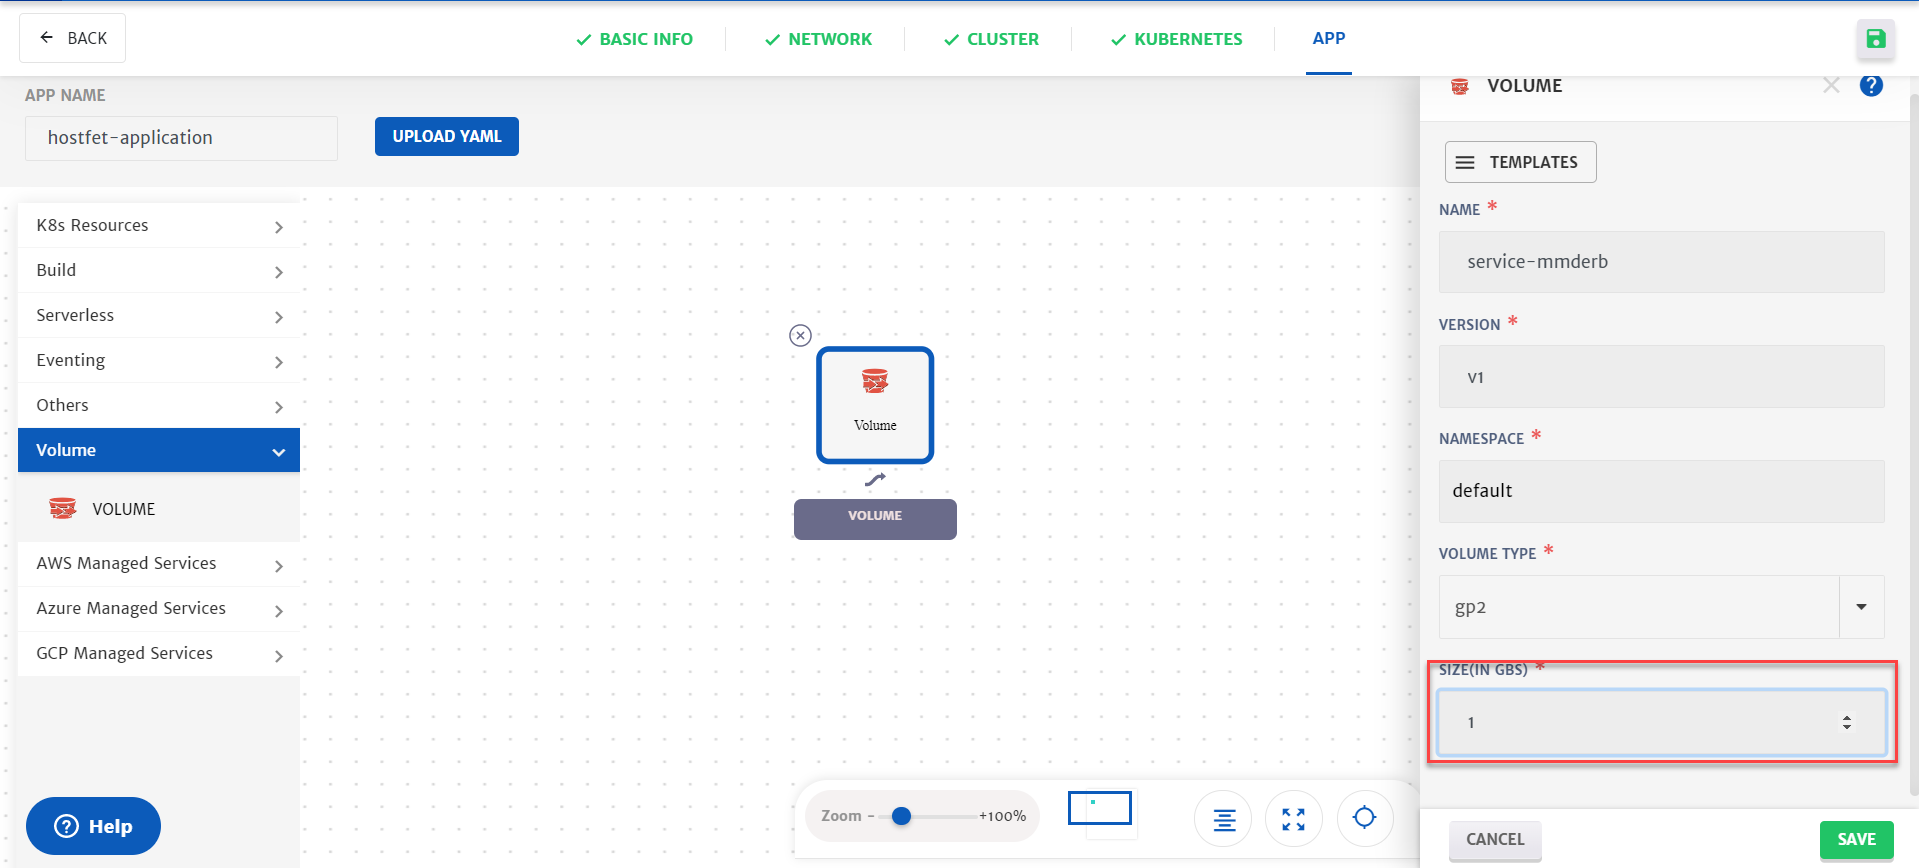 BACK
BASIC INFO
NETWORK
CLUSTER
KUBERNETES
APP
APP NAME
hostfet-application
UPLOAD YAML
K8s Resources
Build
Serverless
Eventing
Others
Volume
VOLUME
AWS Managed Services
Azure Managed Services
GCP Managed Services
Help
Volume
VOLUME
Zoom - +100%
VOLUME
?
TEMPLATES
NAME *
service-mmderb
VERSION *
v1
NAMESPACE *
default
VOLUME TYPE *
gp2
SIZE(IN GBS) *
1
CANCEL
SAVE